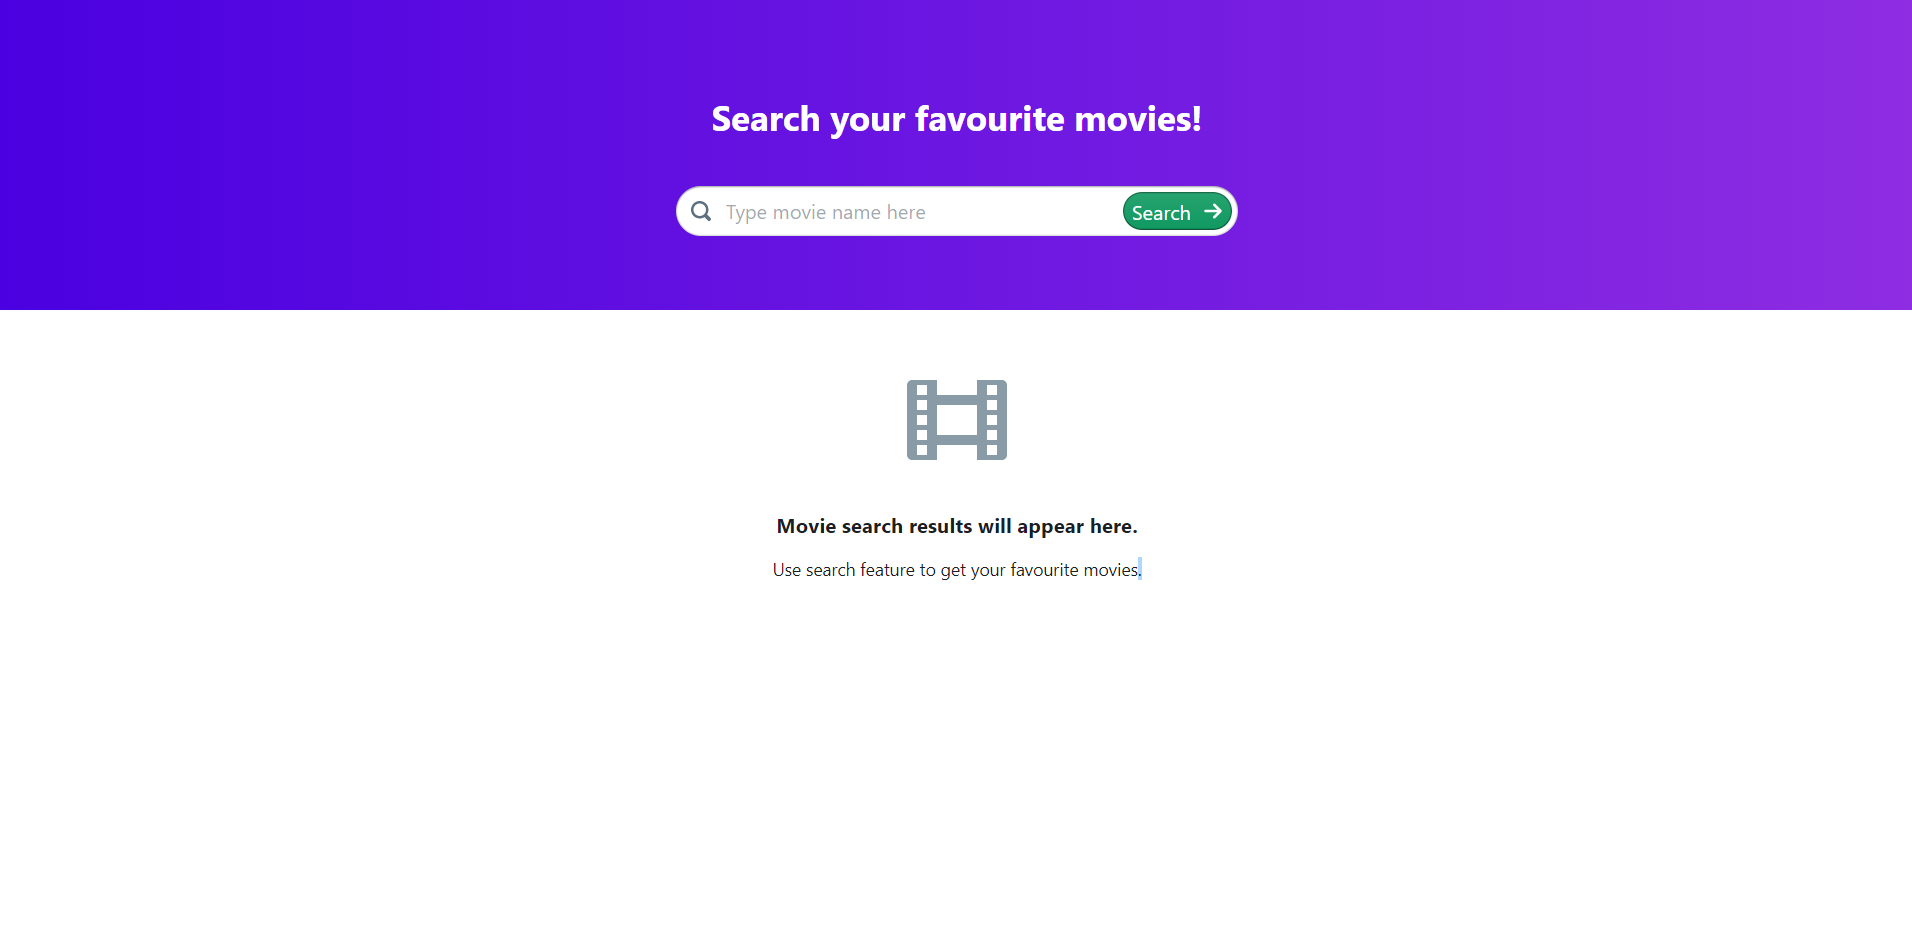 Search your favourite movies!
Type movie name here
Search
Movie search results will appear here.
Use search feature to get your favourite movies.